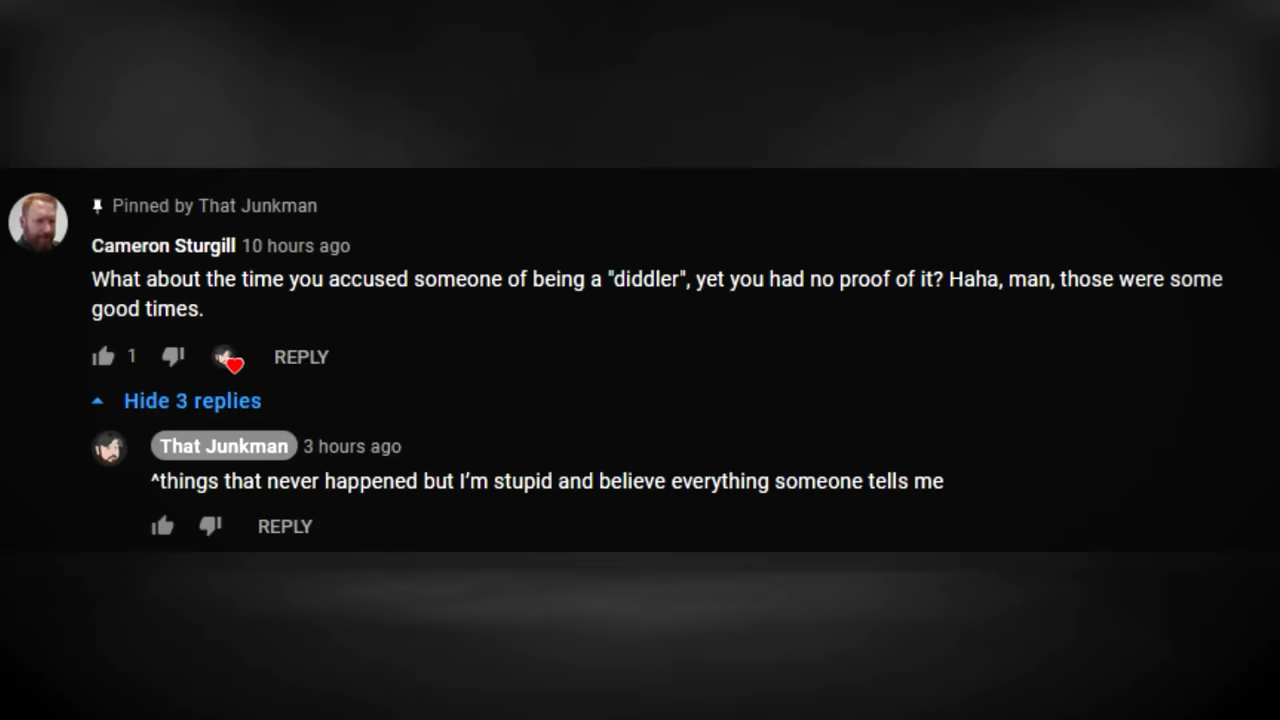 Pinned by That Junkman
Cameron Sturgill 10 hours ago
What about the time you accused someone of being a "diddler", yet you had no proof of it? Haha, man, those were some
good times.
1 REPLY
Hide 3 replies
That Junkman 3 hours ago
^things that never happened but I’m stupid and believe everything someone tells me
REPLY